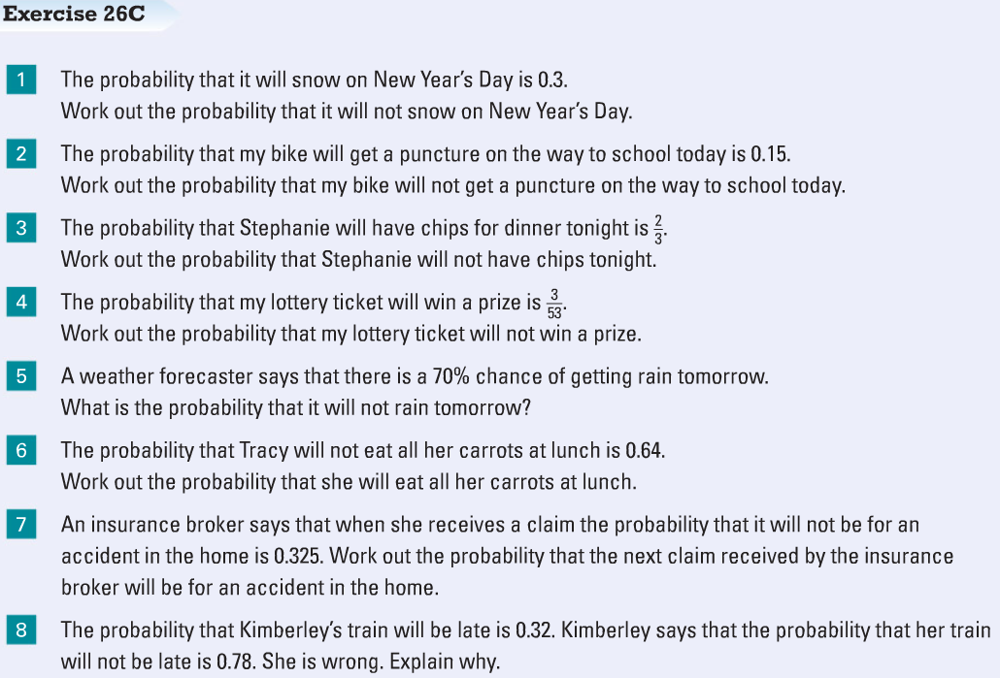 Exercise 26C
1 The probability that it will snow on New Year's Day is 0.3.
Work out the probability that it will not snow on New Year's Day.
2 The probability that my bike will get a puncture on the way to school today is 0.15.
Work out the probability that my bike will not get a puncture on the way to school today.
3 The probability that Stephanie will have chips for dinner tonight is 2/3.
Work out the probability that Stephanie will not have chips tonight.
4 The probability that my lottery ticket will win a prize is 3/53.
Work out the probability that my lottery ticket will not win a prize.
5 A weather forecaster says that there is a 70% chance of getting rain tomorrow.
What is the probability that it will not rain tomorrow?
6 The probability that Tracy will not eat all her carrots at lunch is 0.64.
Work out the probability that she will eat all her carrots at lunch.
7 An insurance broker says that when she receives a claim the probability that it will not be for an
accident in the home is 0.325. Work out the probability that the next claim received by the insurance
broker will be for an accident in the home.
8 The probability that Kimberley's train will be late is 0.32. Kimberley says that the probability that her train
will not be late is 0.78. She is wrong. Explain why.